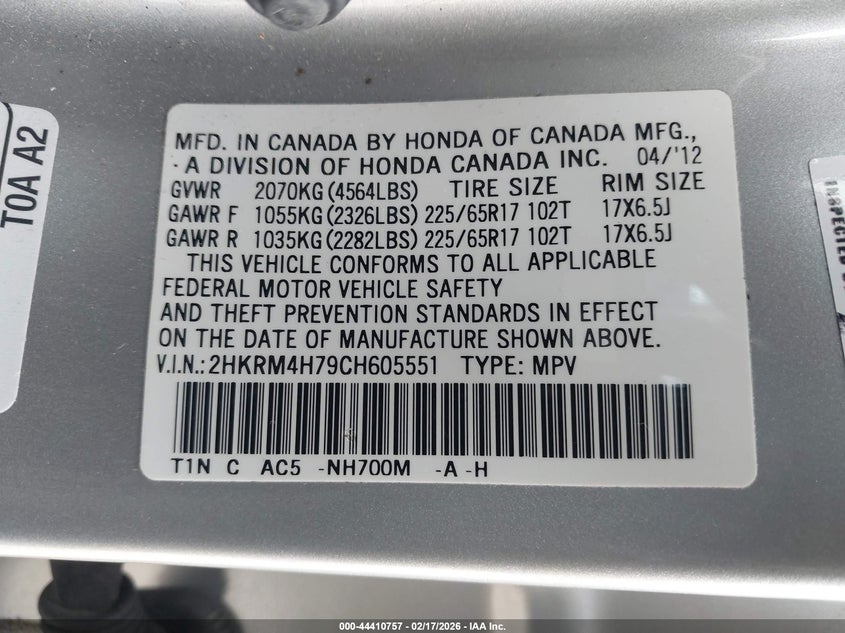 MFD. IN CANADA BY HONDA OF CANADA MFG.,
A DIVISION OF HONDA CANADA INC. 04/'12
GVWR 2070KG(4564LBS) TIRE SIZE RIM SIZE
GAWR F 1055KG(2326LBS) 225/65R17 102T 17X6.5J
GAWR R 1035KG(2282LBS) 225/65R17 102T 17X6.5J
THIS VEHICLE CONFORMS TO ALL APPLICABLE
FEDERAL MOTOR VEHICLE SAFETY
AND THEFT PREVENTION STANDARDS IN EFFECT
ON THE DATE OF MANUFACTURE SHOWN ABOVE.
V.I.N.:2HKRM4H79CH605551 TYPE: MPV
T1N C AC5 -NH700M -A -H
TOA A2
INSPECTED
000-44410757 - 02/17/2026 - IAA Inc.